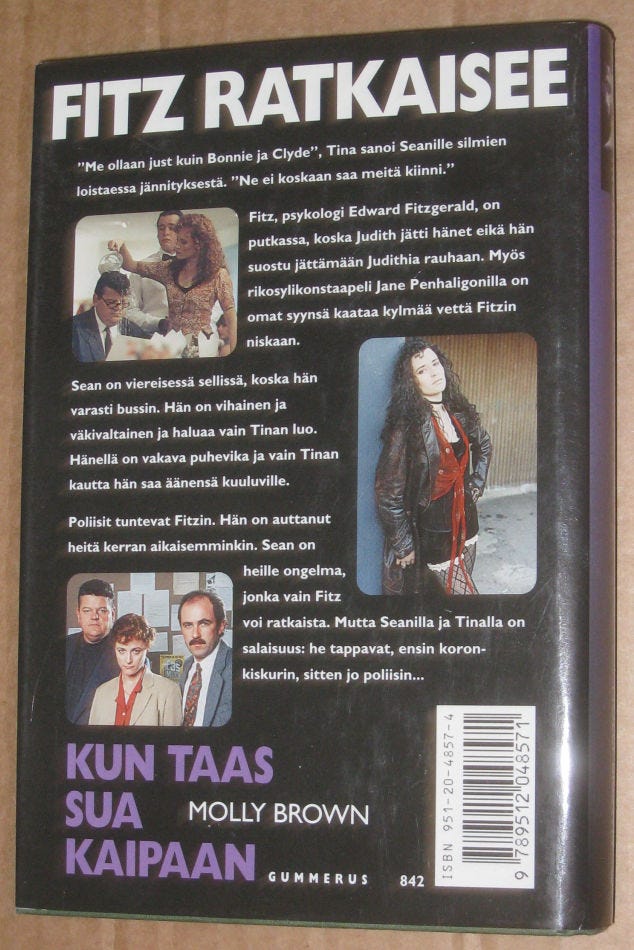 FITZ RATKAISEE
"Me ollaan just kuin Bonnie ja Clyde", Tina sanoi Seanille silmien
loistaessa jännityksestä. "Ne ei koskaan saa meitä kiinni."
Fitz, psykologi Edward Fitzgerald, on
putkassa, koska Judith jätti hänet eikä hän
suostu jättämään Judithia rauhaan. Myös
rikosylikonstaapeli Jane Penhaligonilla on
omat syynsä kaataa kylmää vettä Fitzin
niskaan.
Sean on viereisessä sellissä, koska hän
varasti bussin. Hän on vihainen ja
väkivaltainen ja haluaa vain Tinan luo.
Hänellä on vakava puhevika ja vain Tinan
kautta hän saa äänensä kuuluville.
Poliisit tuntevat Fitzin. Hän on auttanut
heitä kerran aikaisemminkin. Sean on
heille ongelma,
jonka vain Fitz
voi ratkaista. Mutta Seanilla ja Tinalla on
salaisuus: he tappavat, ensin koron-
kiskurin, sitten jo poliisin...
KUN TAAS
SUA
KAIPAAN
MOLLY BROWN
GUMMERUS
842
ISBN 951-20-4857-4
9 789512 048571